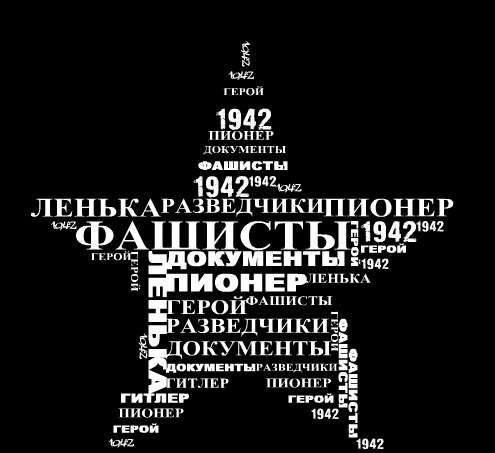 1942
1942
ГЕРОЙ
1942
ПИОНЕР
ДОКУМЕНТЫ
ФАШИСТЫ
1942 1942 1942
ЛЕНЬКА РАЗВЕДЧИКИ ПИОНЕР
1942 ФАШИСТЫ ГЕРОЙ 1942 1942
ГЕРОЙ ГЕРОЙ ЛЕНЬКА ДОКУМЕНТЫ ГЕРОЙ
1942
ПИОНЕР ЛЕНЬКА
ГЕРОЙ ФАШИСТЫ
РАЗВЕДЧИКИ ГЕРОЙ ФАШИСТЫ
1942 ДОКУМЕНТЫ ФАШИСТЫ
ДОКУМЕНТЫ РАЗВЕДЧИКИ
ГИТЛЕР ПИОНЕР
ГИТЛЕР ГЕРОЙ
ПИОНЕР 1942
ГЕРОЙ
1942 1942